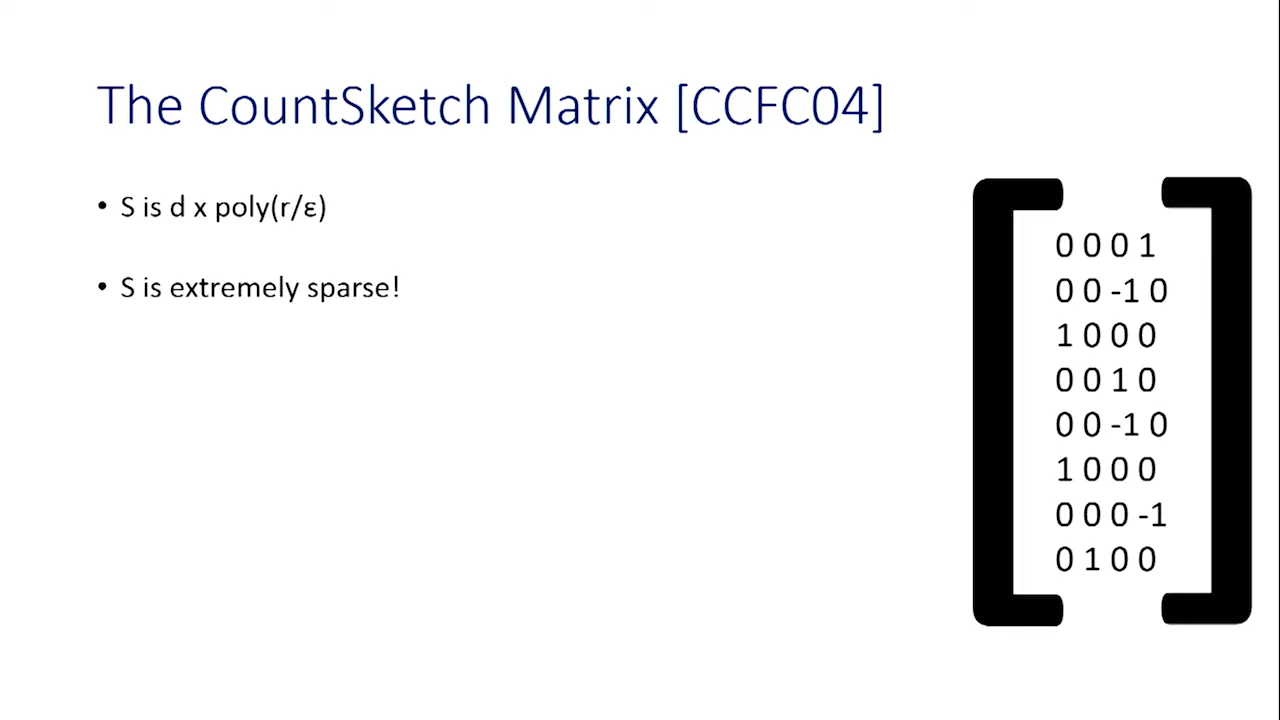 The CountSketch Matrix [CCFC04]
• S is d x poly(r/ε)
• S is extremely sparse!
0 0 0 1
0 0 -1 0
1 0 0 0
0 0 1 0
0 0 -1 0
1 0 0 0
0 0 0 -1
0 1 0 0